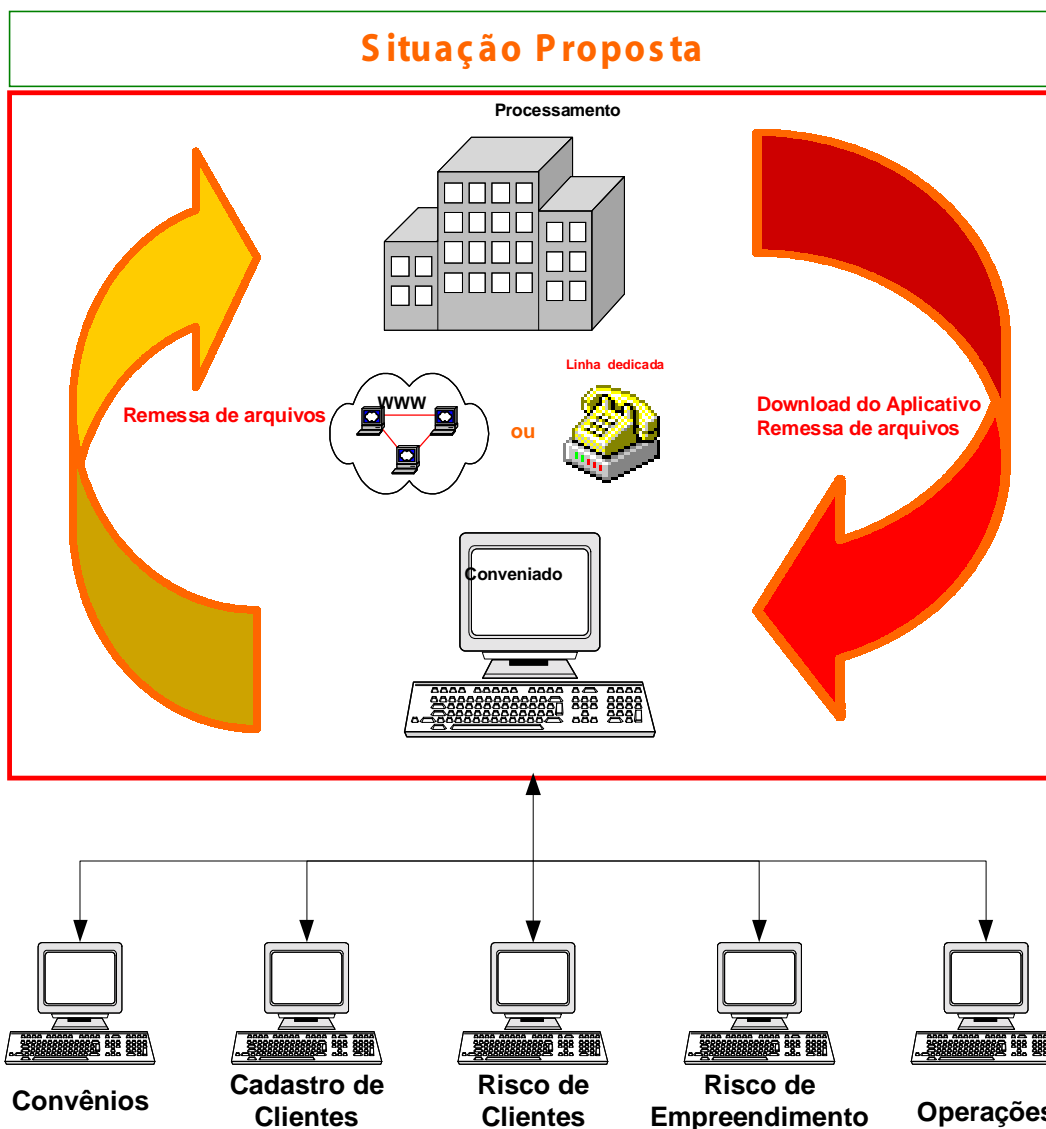 Situação Proposta
Processamento
Linha dedicada
WWW
Remessa de arquivos
ou
Download do Aplicativo
Remessa de arquivos
Conveniado
Convênios
Cadastro de
Clientes
Risco de
Clientes
Risco de
Empreendimento
Operações